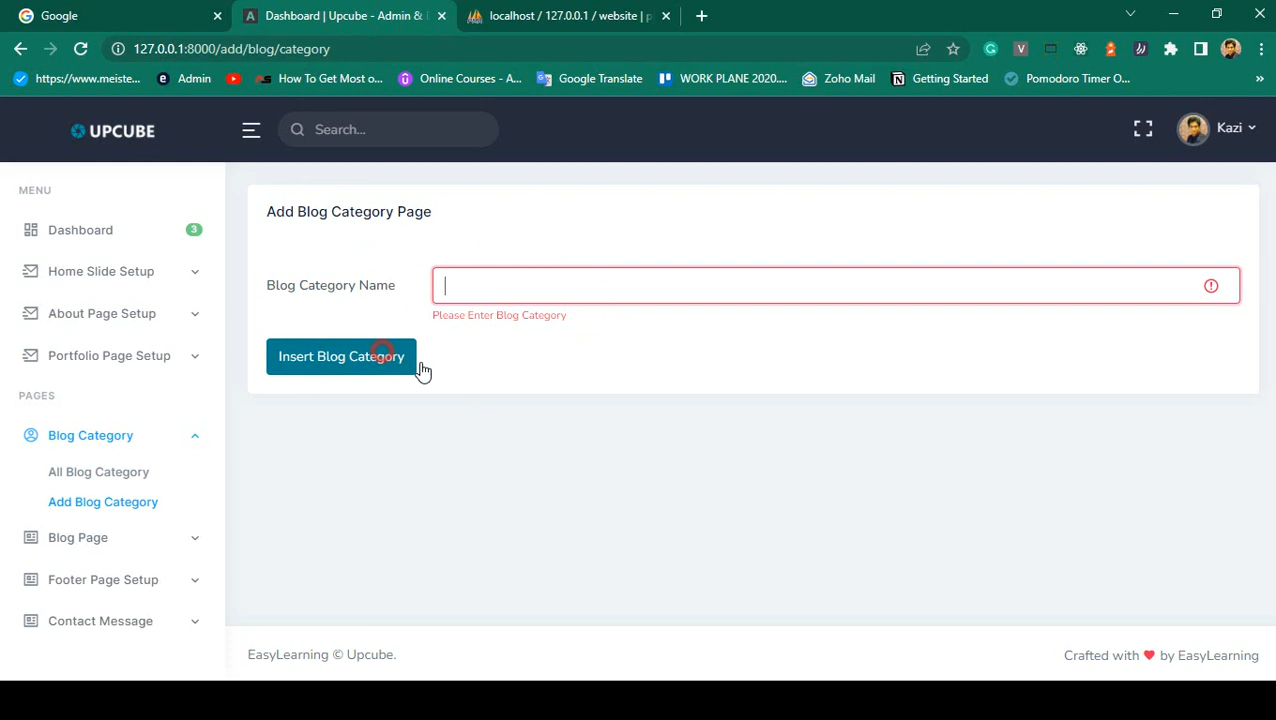 Google
Dashboard | Upcube - Admin &
localhost / 127.0.0.1 / website | p
127.0.0.1:8000/add/blog/category
https://www.meiste...
Admin
How To Get Most o...
Online Courses - A...
Google Translate
WORK PLANE 2020....
Zoho Mail
Getting Started
Pomodoro Timer O...
»
UPCUBE
Search...
Kazi
MENU
Dashboard
3
Home Slide Setup
About Page Setup
Portfolio Page Setup
PAGES
Blog Category
All Blog Category
Add Blog Category
Blog Page
Footer Page Setup
Contact Message
Add Blog Category Page
Blog Category Name
Please Enter Blog Category
Insert Blog Category
EasyLearning © Upcube.
Crafted with ❤ by EasyLearning